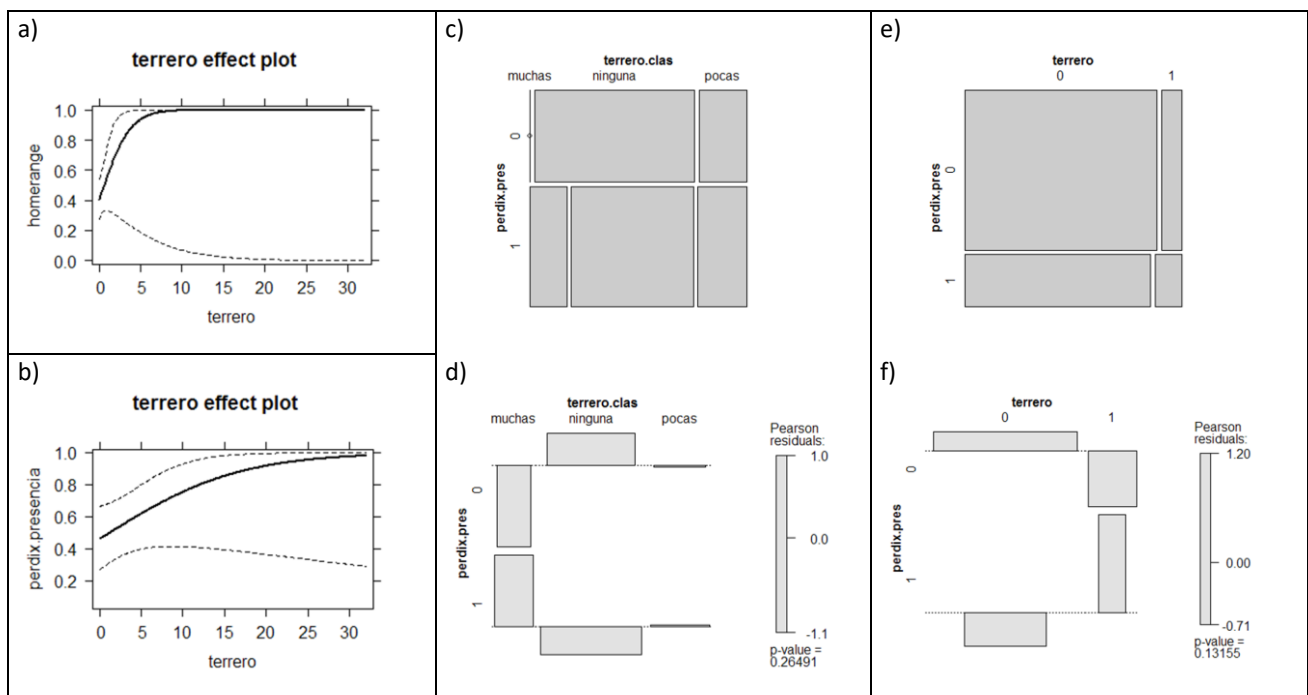 a)
terrero effect plot
homerange
1.0
0.8
0.6
0.4
0.2
0.0
0 5 10 15 20 25 30
terrero
b)
terrero effect plot
perdix.presencia
1.0
0.8
0.6
0.4
0.2
0 5 10 15 20 25 30
terrero
c)
terrero.clas
muchas ninguna pocas
perdix.pres
0
1
d)
terrero.clas
muchas ninguna pocas
perdix.pres
0
1
Pearson
residuals:
1.0
0.0
-1.1
p-value =
0.26491
e)
terrero
0 1
perdix.pres
0
1
f)
terrero
0 1
perdix.pres
0
1
Pearson
residuals:
1.20
0.00
-0.71
p-value =
0.13155